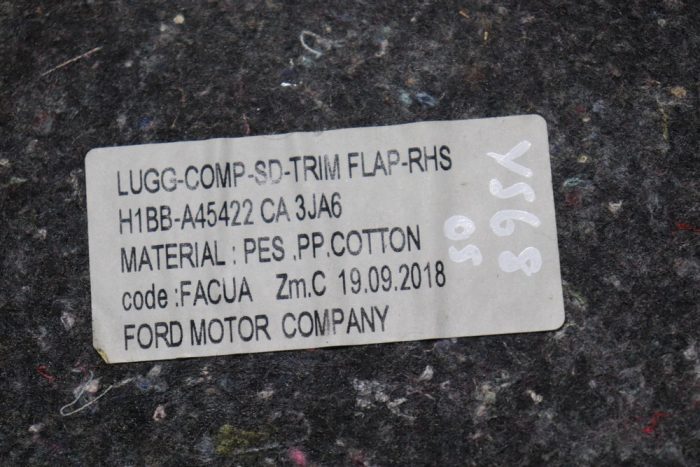 LUGG-COMP-SD-TRIM FLAP-RHS
H1BB-A45422 CA 3JA6
MATERIAL : PES .PP.COTTON
code :FACUA Zm.C 19.09.2018
FORD MOTOR COMPANY